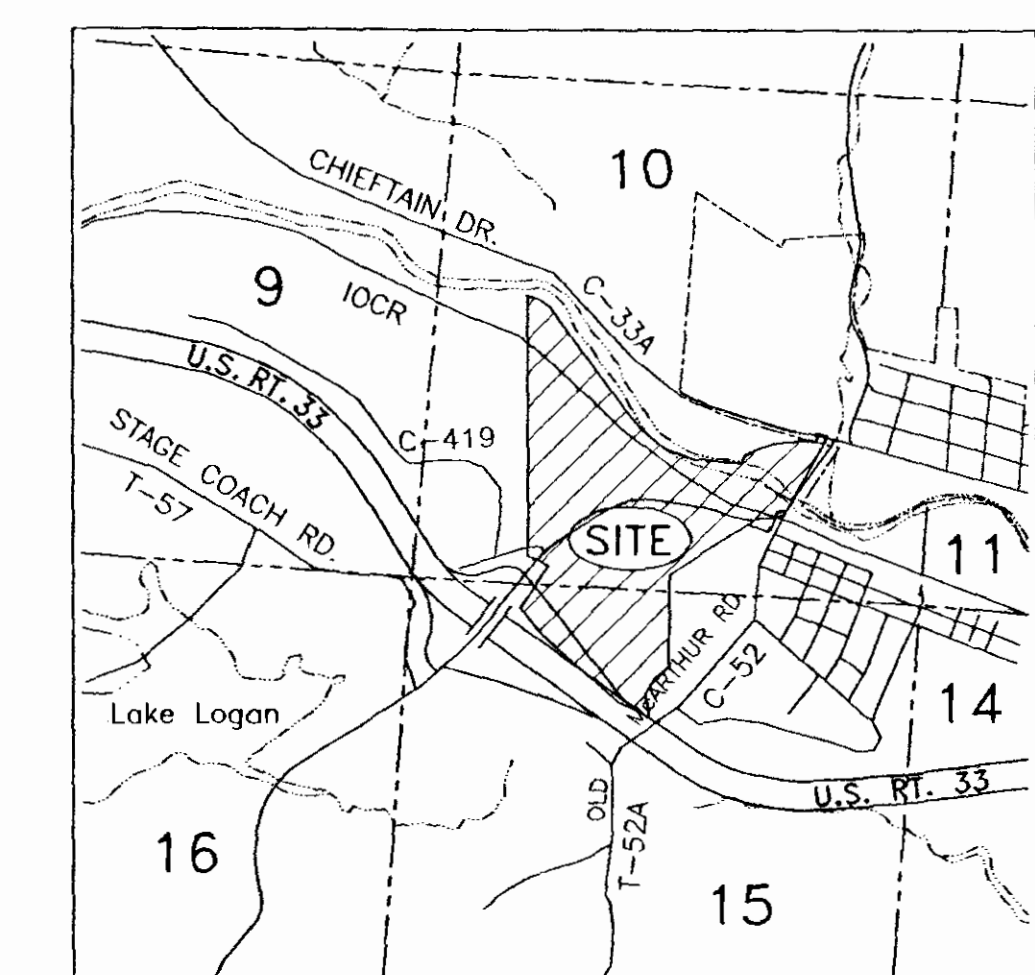 10
CHIEFTAIN DR.
9
IOCR
C-33A
U.S. RT. 33
C-419
STAGE COACH RD.
T-57
SITE
11
McARTHUR RD.
C-52
14
Lake Logan
U.S. RT. 33
OLD
T-52A
16
15